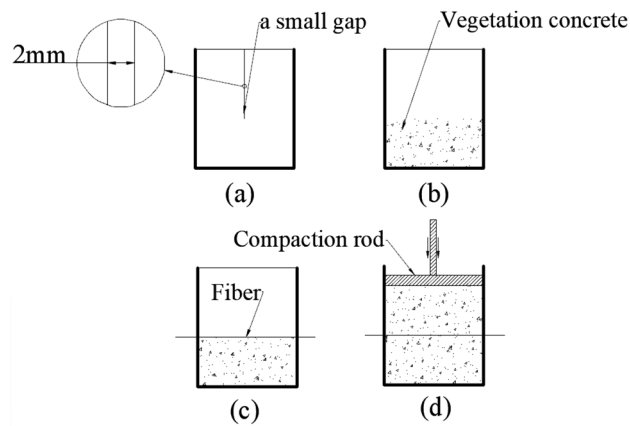 a small gap
Vegetation concrete
2mm
(a)
(b)
Compaction rod
Fiber
(c)
(d)